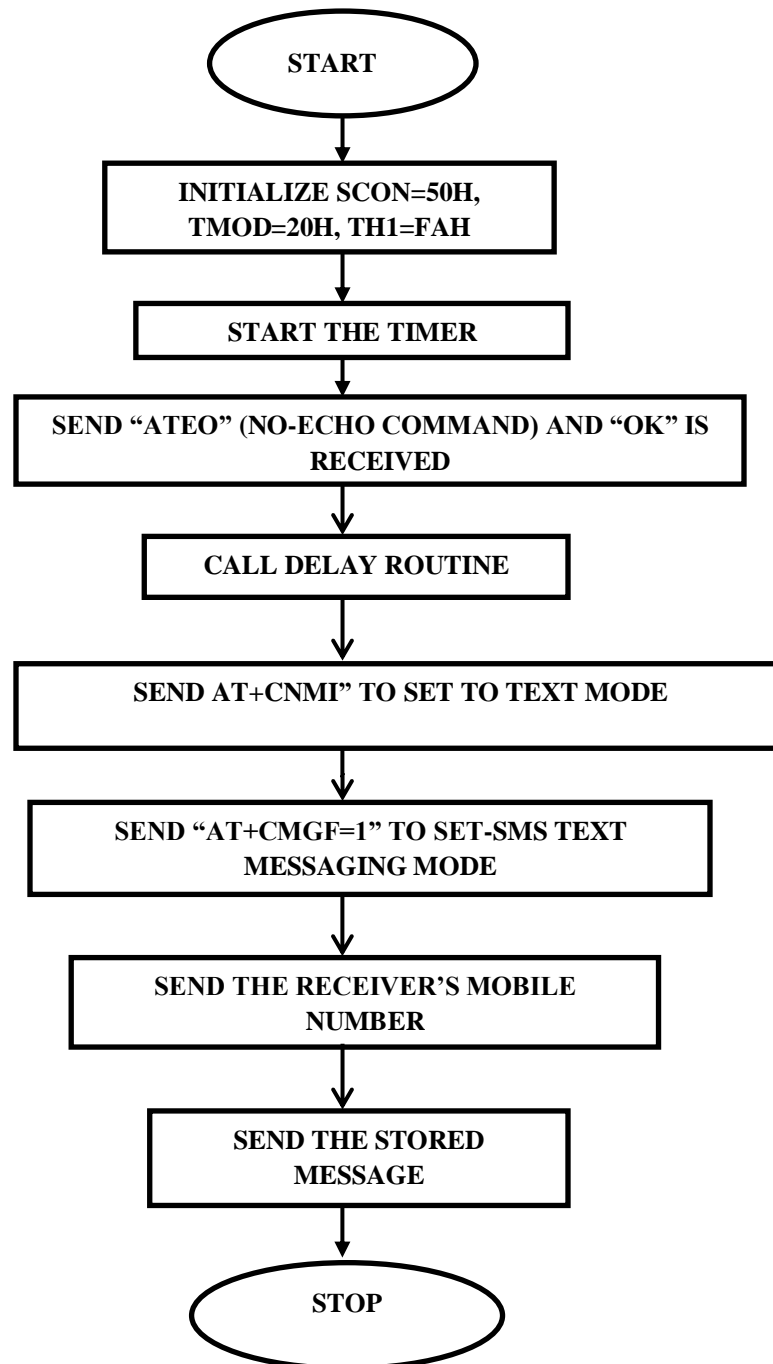 START
INITIALIZE SCON=50H,
TMOD=20H, TH1=FAH
START THE TIMER
SEND “ATEO” (NO-ECHO COMMAND) AND “OK” IS
RECEIVED
CALL DELAY ROUTINE
SEND AT+CNMI” TO SET TO TEXT MODE
SEND “AT+CMGF=1” TO SET-SMS TEXT
MESSAGING MODE
SEND THE RECEIVER’S MOBILE
NUMBER
SEND THE STORED
MESSAGE
STOP